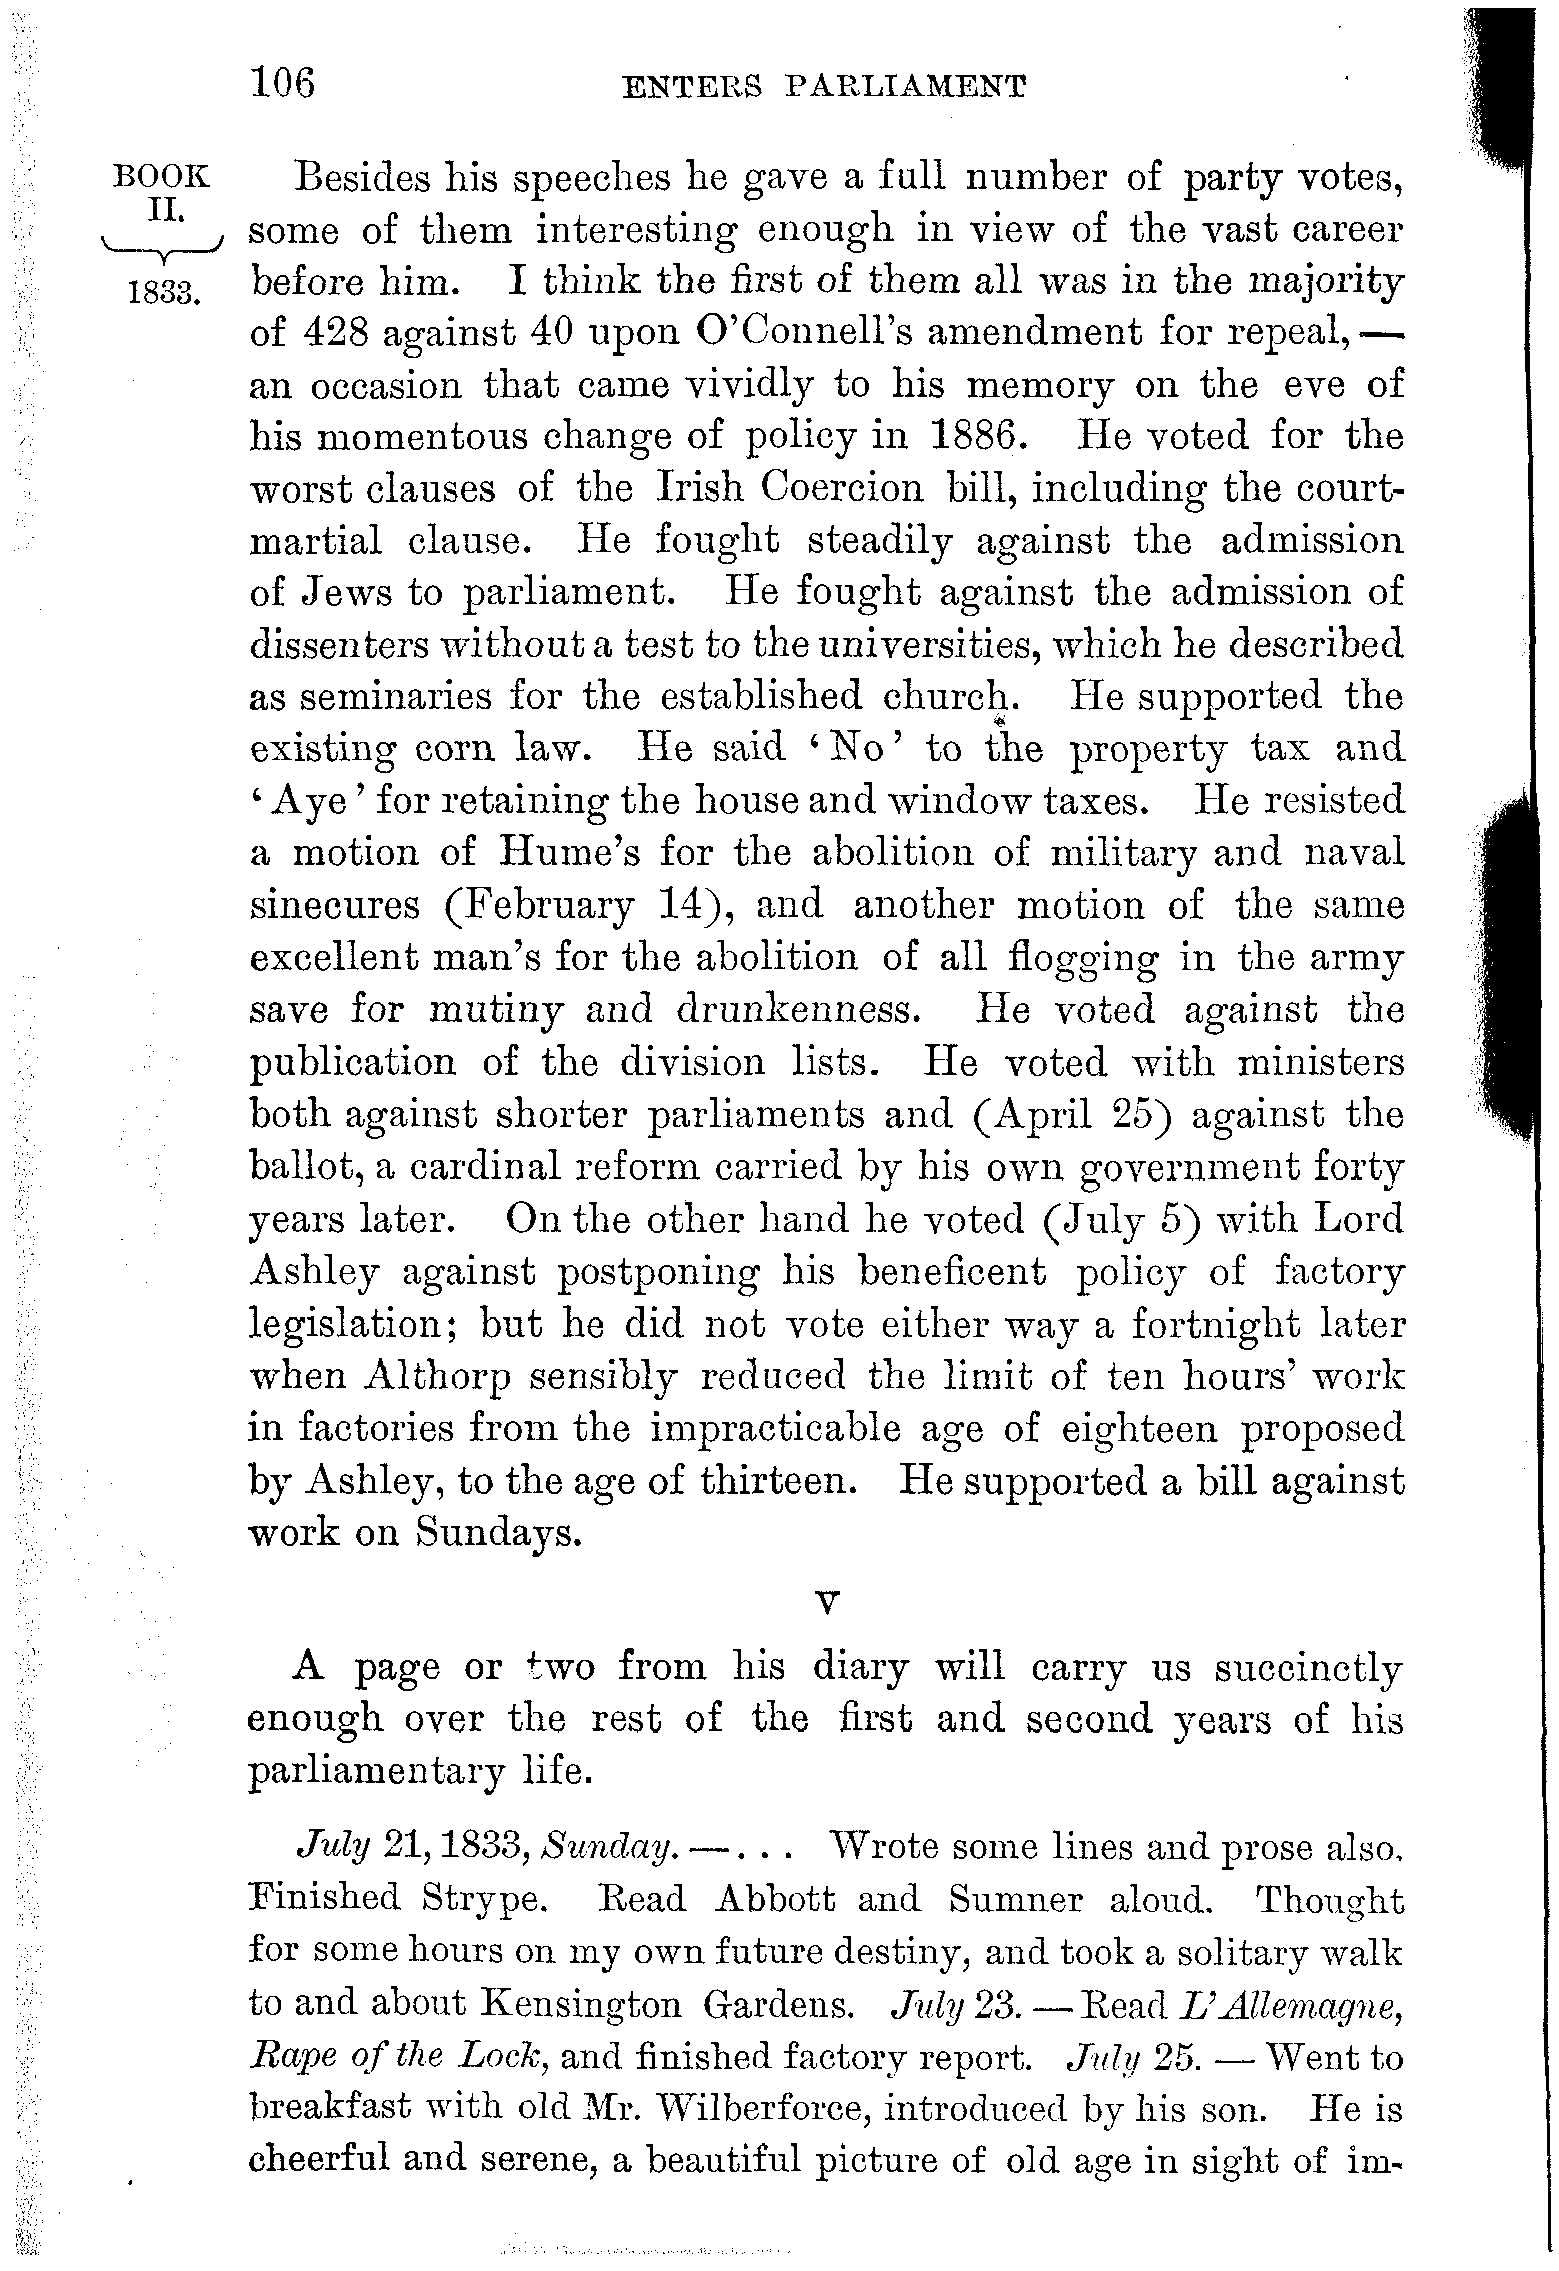 106 ENTERS PARLIAMENT
BOOK
II.
1833.
Besides his speeches he gave a full number of party votes,
some of them interesting enough in view of the vast career
before him. I think the first of them all was in the majority
of 428 against 40 upon O'Connell's amendment for repeal,—
an occasion that came vividly to his memory on the eve of
his momentous change of policy in 1886. He voted for the
worst clauses of the Irish Coercion bill, including the court-
martial clause. He fought steadily against the admission
of Jews to parliament. He fought against the admission of
dissenters without a test to the universities, which he described
as seminaries for the established church. He supported the
existing corn law. He said 'No' to the property tax and
'Aye' for retaining the house and window taxes. He resisted
a motion of Hume's for the abolition of military and naval
sinecures (February 14), and another motion of the same
excellent man's for the abolition of all flogging in the army
save for mutiny and drunkenness. He voted against the
publication of the division lists. He voted with ministers
both against shorter parliaments and (April 25) against the
ballot, a cardinal reform carried by his own government forty
years later. On the other hand he voted (July 5) with Lord
Ashley against postponing his beneficent policy of factory
legislation; but he did not vote either way a fortnight later
when Althorp sensibly reduced the limit of ten hours' work
in factories from the impracticable age of eighteen proposed
by Ashley, to the age of thirteen. He supported a bill against
work on Sundays.
V
A page or two from his diary will carry us succinctly
enough over the rest of the first and second years of his
parliamentary life.
July 21, 1833, Sunday.—. . . Wrote some lines and prose also.
Finished Strype. Read Abbott and Sumner aloud. Thought
for some hours on my own future destiny, and took a solitary walk
to and about Kensington Gardens. July 23.—Read L'Allemagne,
Rape of the Lock, and finished factory report. July 25.—Went to
breakfast with old Mr. Wilberforce, introduced by his son. He is
cheerful and serene, a beautiful picture of old age in sight of im-